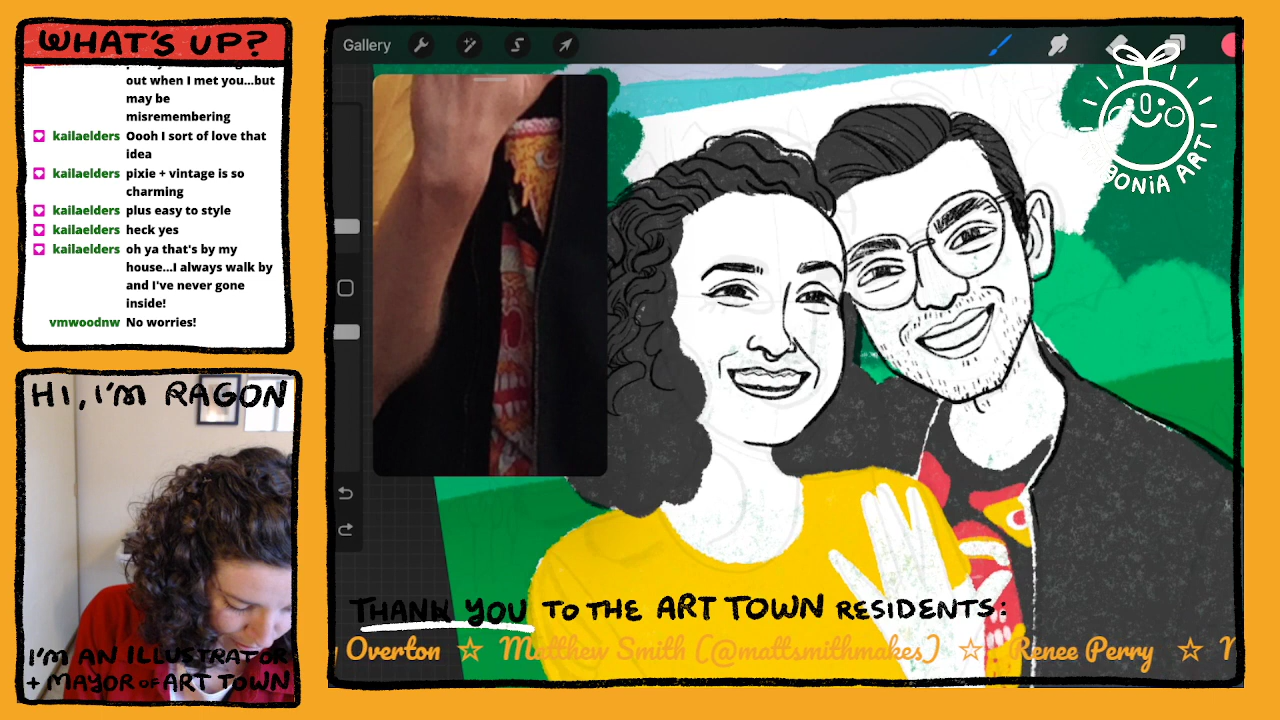 WHAT'S UP?
out when I met you...but
may be
misremembering
kailaelders Oooh I sort of love that
idea
kailaelders pixie + vintage is so
charming
kailaelders plus easy to style
kailaelders heck yes
kailaelders oh ya that's by my
house...I always walk by
and I've never gone
inside!
vmwoodnw No worries!
HI, I'M RAGON
I'M AN ILLUSTRATOR
+ MAYOR OF ART TOWN
Gallery
BONiA ART
THANK YOU TO THE ART TOWN RESIDENTS:
Overton ☆ Matthew Smith (@mattsmithmakes) ☆ Renee Perry ☆